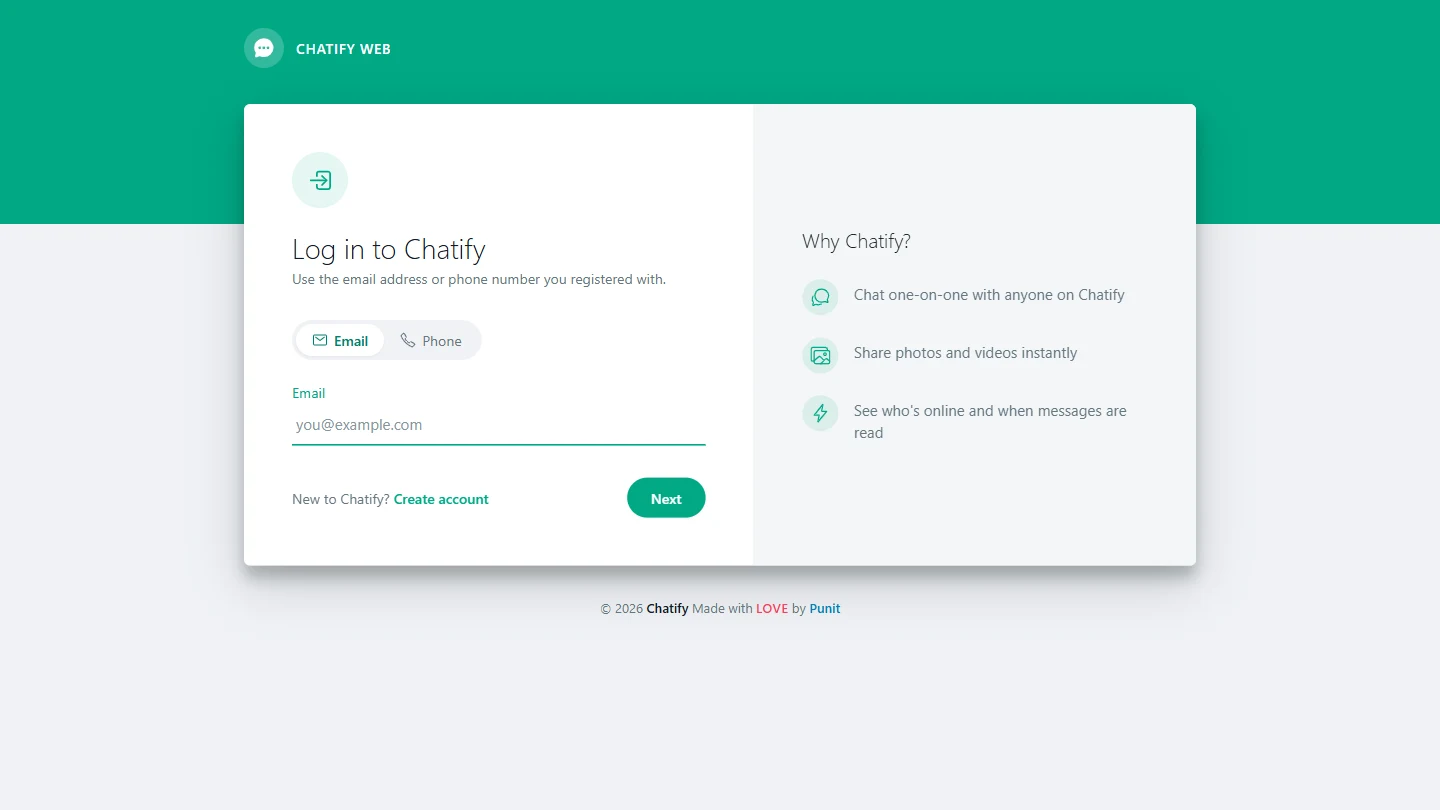 CHATIFY WEB
Log in to Chatify
Use the email address or phone number you registered with.
Email
Phone
Email
you@example.com
New to Chatify? Create account
Next
Why Chatify?
Chat one-on-one with anyone on Chatify
Share photos and videos instantly
See who's online and when messages are
read
© 2026 Chatify Made with LOVE by Punit